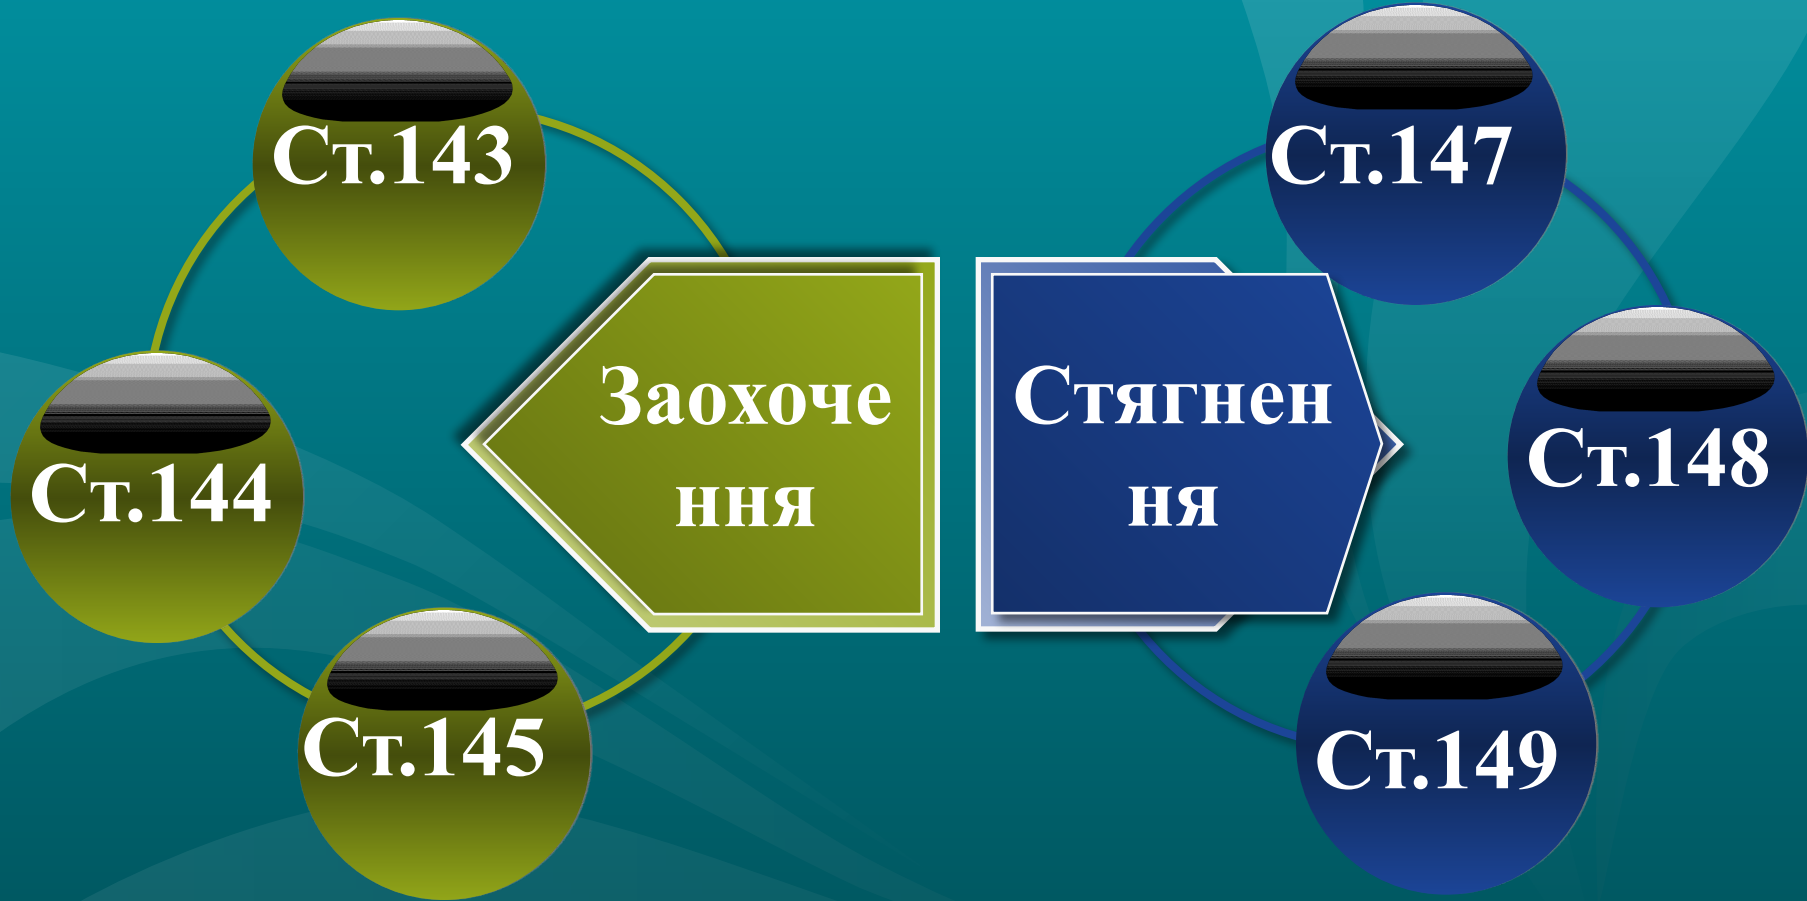 Ст.143
Ст.144
Ст.145
Заохоче
ння
Стягнен
ня
Ст.147
Ст.148
Ст.149